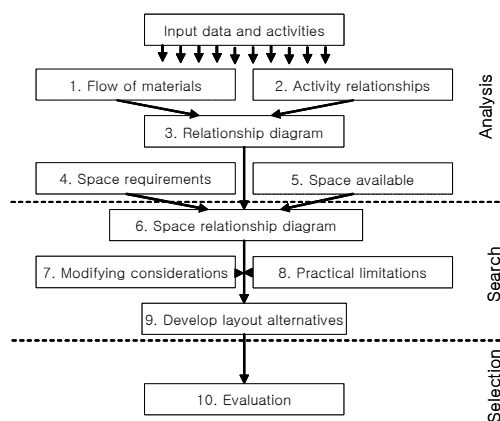 Input data and activities
1. Flow of materials
2. Activity relationships
3. Relationship diagram
4. Space requirements
5. Space available
6. Space relationship diagram
7. Modifying considerations
8. Practical limitations
9. Develop layout alternatives
10. Evaluation
Analysis
Search
Selection